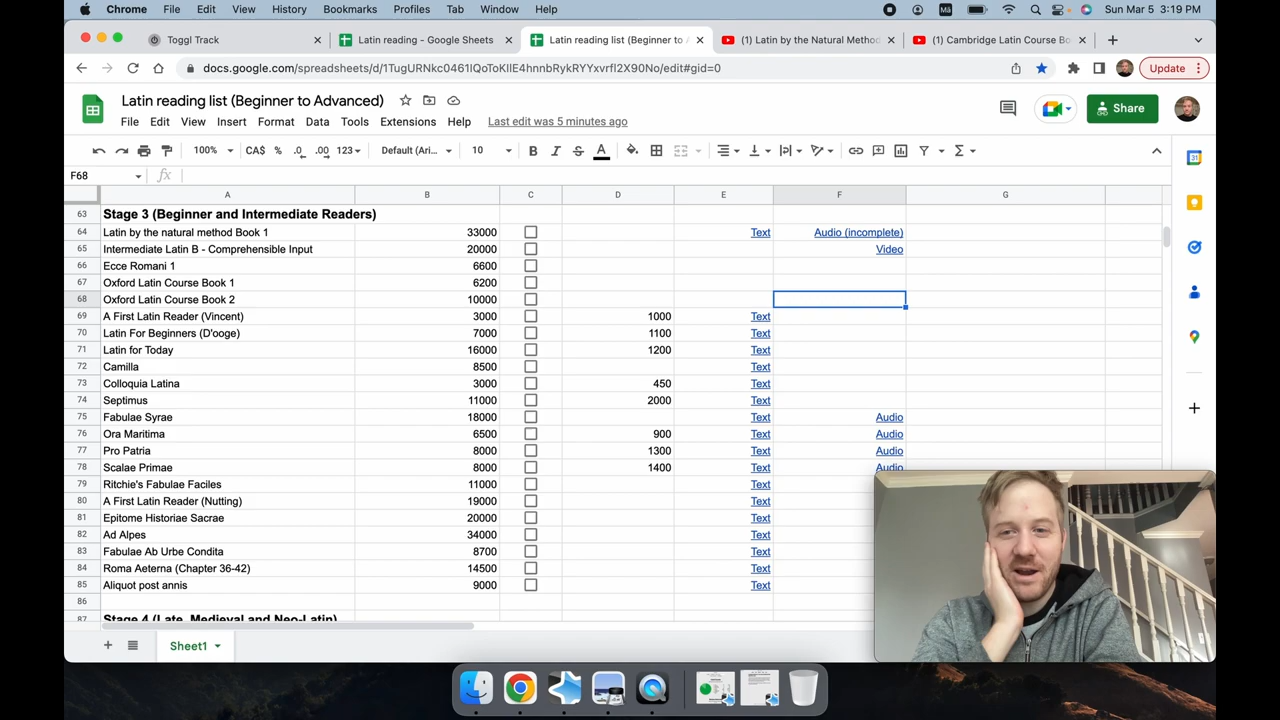 Chrome File Edit View History Bookmarks Profiles Tab Window Help Sun Mar 5 3:19 PM
Toggl Track Latin reading - Google Sheets Latin reading list (Beginner to A (1) Latin by the Natural Method (1) Cambridge Latin Course Bo
docs.google.com/spreadsheets/d/1TugURNkc0461IQoToKlE4hnnbRykRYYxvrfl2X90No/edit#gid=0 Update
Latin reading list (Beginner to Advanced)
Share
File Edit View Insert Format Data Tools Extensions Help Last edit was 5 minutes ago
100% CA$ % .0 .00 123 Default (Ari... 10 B I S A
F68 fx
A B C D E F G
63 Stage 3 (Beginner and Intermediate Readers)
64 Latin by the natural method Book 1 33000 Text Audio (incomplete)
65 Intermediate Latin B - Comprehensible Input 20000 Video
66 Ecce Romani 1 6600
67 Oxford Latin Course Book 1 6200
68 Oxford Latin Course Book 2 10000
69 A First Latin Reader (Vincent) 3000 1000 Text
70 Latin For Beginners (D'ooge) 7000 1100 Text
71 Latin for Today 16000 1200 Text
72 Camilla 8500 Text
73 Colloquia Latina 3000 450 Text
74 Septimus 11000 2000 Text
75 Fabulae Syrae 18000 Text Audio
76 Ora Maritima 6500 900 Text Audio
77 Pro Patria 8000 1300 Text Audio
78 Scalae Primae 8000 1400 Text Audio
79 Ritchie's Fabulae Faciles 11000 Text
80 A First Latin Reader (Nutting) 19000 Text
81 Epitome Historiae Sacrae 20000 Text
82 Ad Alpes 34000 Text
83 Fabulae Ab Urbe Condita 8700 Text
84 Roma Aeterna (Chapter 36-42) 14500 Text
85 Aliquot post annis 9000 Text
86
87 Stage 4 (Late, Medieval and Neo-Latin)
Sheet1